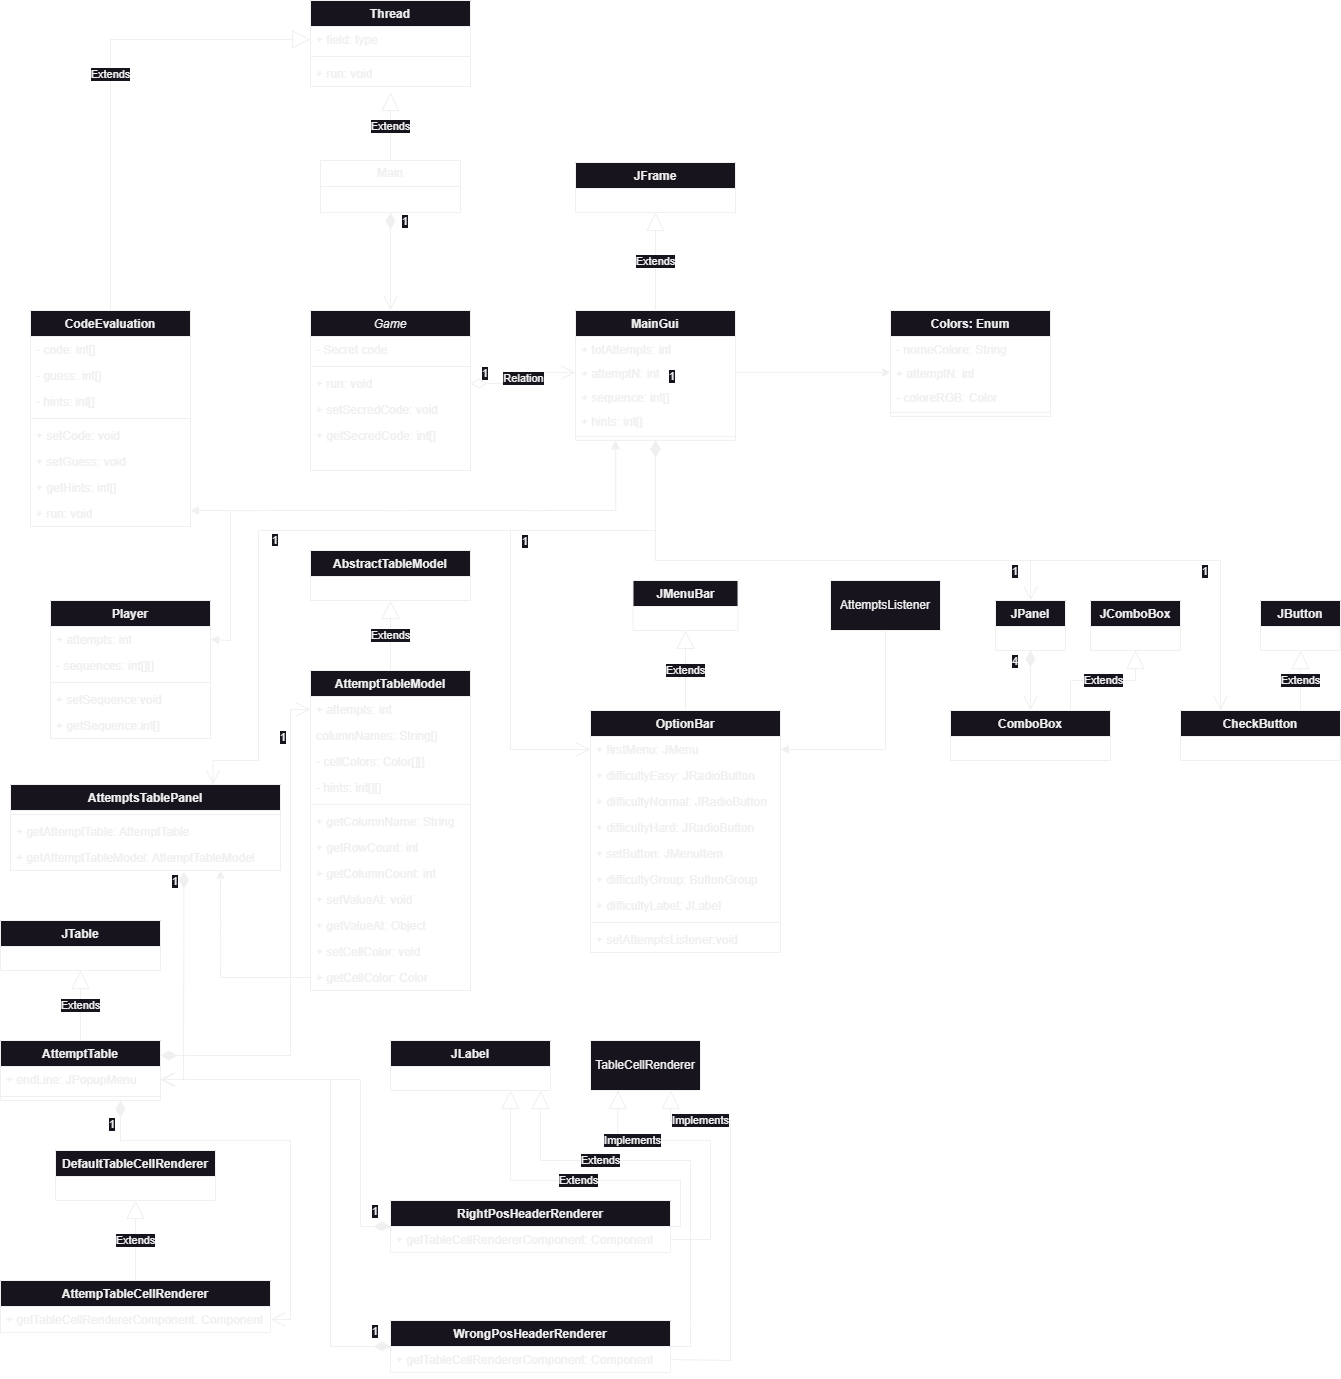 Thread
+ field: type
+ run: void
Extends
Extends
Main
1
JFrame
Extends
CodeEvaluation
- code: int[]
- guess: int[]
- hints: int[]
+ setCode: void
+ setGuess: void
+ getHints: int[]
+ run: void
Game
- Secret code
+ run: void
+ setSecredCode: void
+ getSecredCode: int[]
1
Relation
MainGui
+ totAttempts: int
+ attemptN: int
1
+ sequence: int[]
+ hints: int[]
Colors: Enum
- nomeColore: String
+ attemptN: int
- coloreRGB: Color
1
1
1
1
AbstractTableModel
Extends
Player
+ attempts: int
- sequences: int[][]
+ setSequence:void
+ getSequence:int[]
JMenuBar
Extends
AttemptsListener
JPanel
4
JComboBox
Extends
JButton
Extends
AttemptTableModel
+ attempts: int
columnNames: String[]
- cellColors: Color[][]
- hints: int[][]
+ getColumnName: String
+ getRowCount: int
+ getColumnCount: int
+ setValueAt: void
+ getValueAt: Object
+ setCellColor: void
+ getCellColor: Color
1
OptionBar
+ firstMenu: JMenu
+ difficultyEasy: JRadioButton
+ difficultyNormal: JRadioButton
+ difficultyHard: JRadioButton
+ setButton: JMenuItem
+ difficultyGroup: ButtonGroup
+ difficultyLabel: JLabel
+ setAttemptsListener:void
ComboBox
CheckButton
AttemptsTablePanel
+ getAttemptTable: AttemptTable
+ getAttemptTableModel: AttemptTableModel
1
JTable
Extends
AttemptTable
+ endLine: JPopupMenu
1
JLabel
TableCellRenderer
Implements
Implements
Extends
Extends
DefaultTableCellRenderer
Extends
1
RightPosHeaderRenderer
+ getTableCellRendererComponent: Component
AttempTableCellRenderer
+ getTableCellRendererComponent: Component
1
WrongPosHeaderRenderer
+ getTableCellRendererComponent: Component